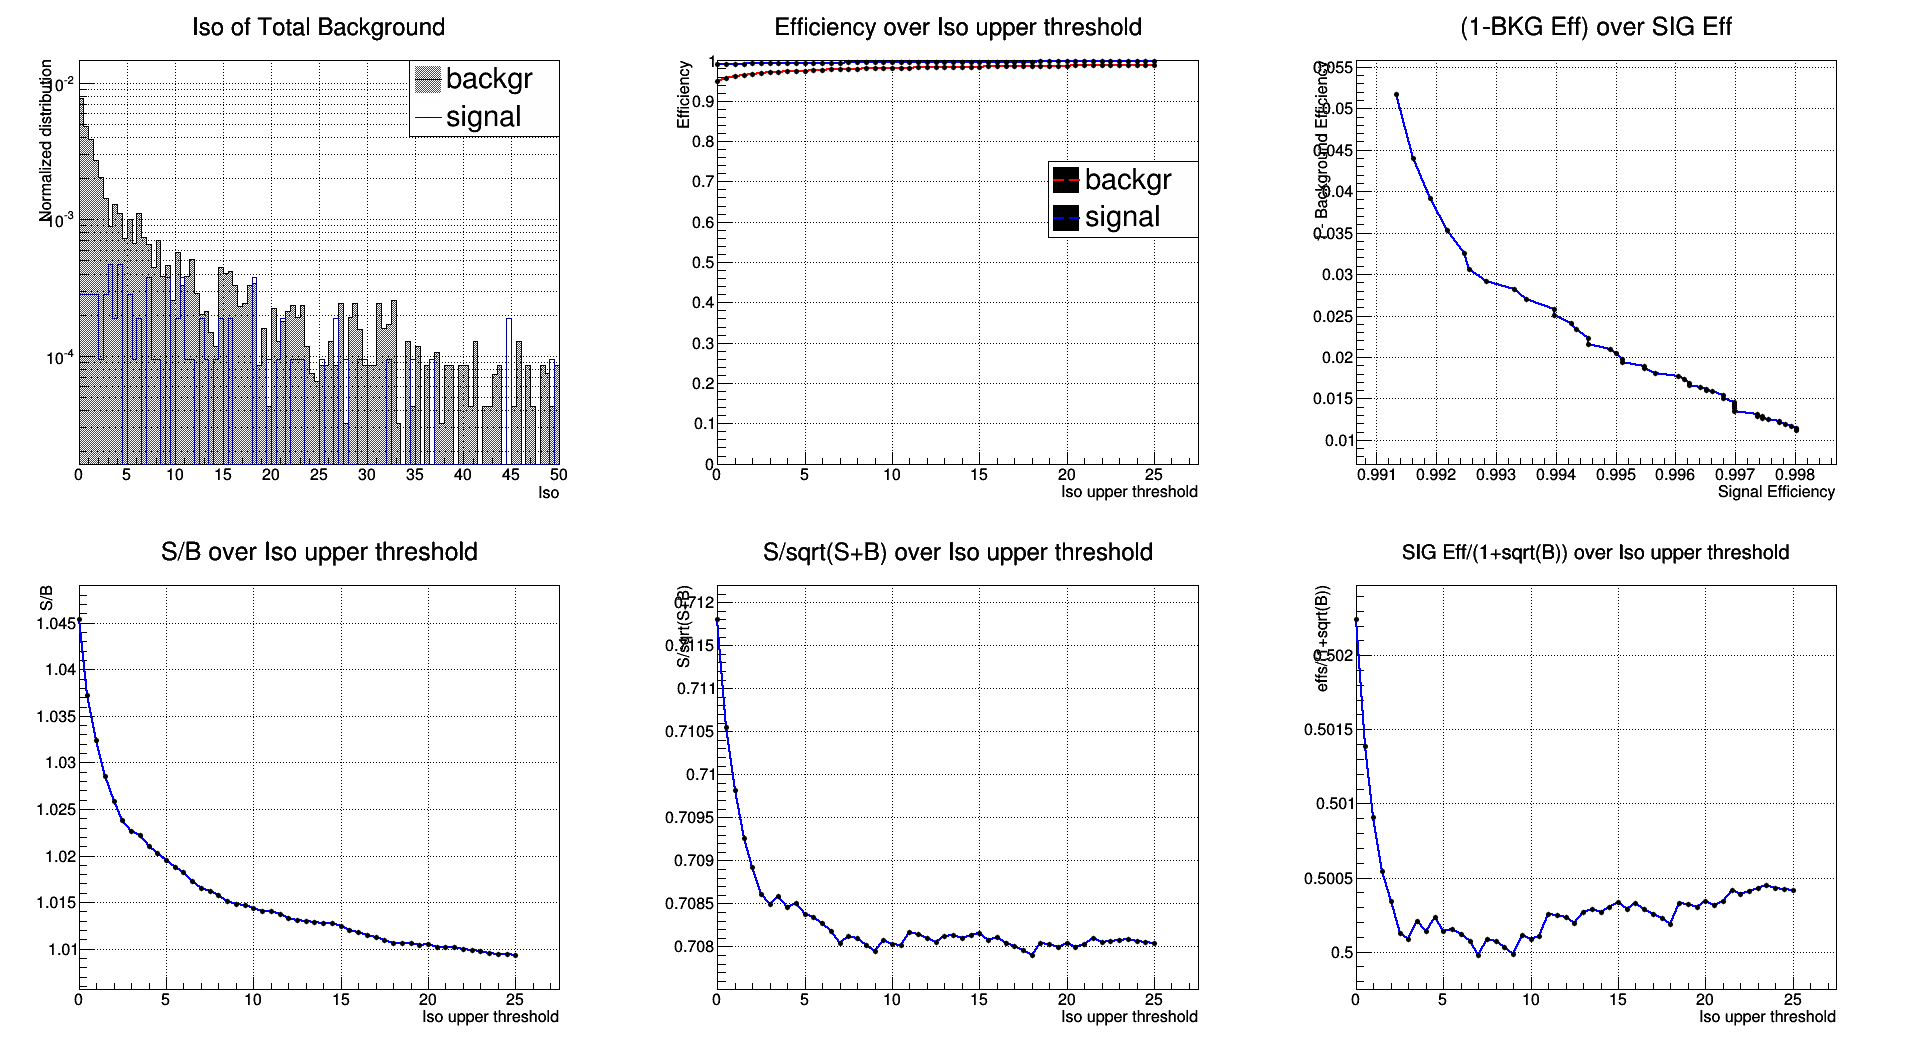 Iso of Total Background
Normalized distribution
10-2
10-3
10-4
backgr
signal
0 5 10 15 20 25 30 35 40 45 50
Iso
Efficiency over Iso upper threshold
Efficiency
1
0.9
0.8
0.7
0.6
0.5
0.4
0.3
0.2
0.1
0
backgr
signal
0 5 10 15 20 25
Iso upper threshold
(1-BKG Eff) over SIG Eff
- Background Efficiency
0.055
0.05
0.045
0.04
0.035
0.03
0.025
0.02
0.015
0.01
0.991 0.992 0.993 0.994 0.995 0.996 0.997 0.998
Signal Efficiency
S/B over Iso upper threshold
S/B
1.045
1.04
1.035
1.03
1.025
1.02
1.015
1.01
0 5 10 15 20 25
Iso upper threshold
S/sqrt(S+B) over Iso upper threshold
S/sqrt(S+B)
0.712
0.7115
0.711
0.7105
0.71
0.7095
0.709
0.7085
0.708
0 5 10 15 20 25
Iso upper threshold
SIG Eff/(1+sqrt(B)) over Iso upper threshold
effs/(1+sqrt(B))
0.502
0.5015
0.501
0.5005
0.5
0 5 10 15 20 25
Iso upper threshold